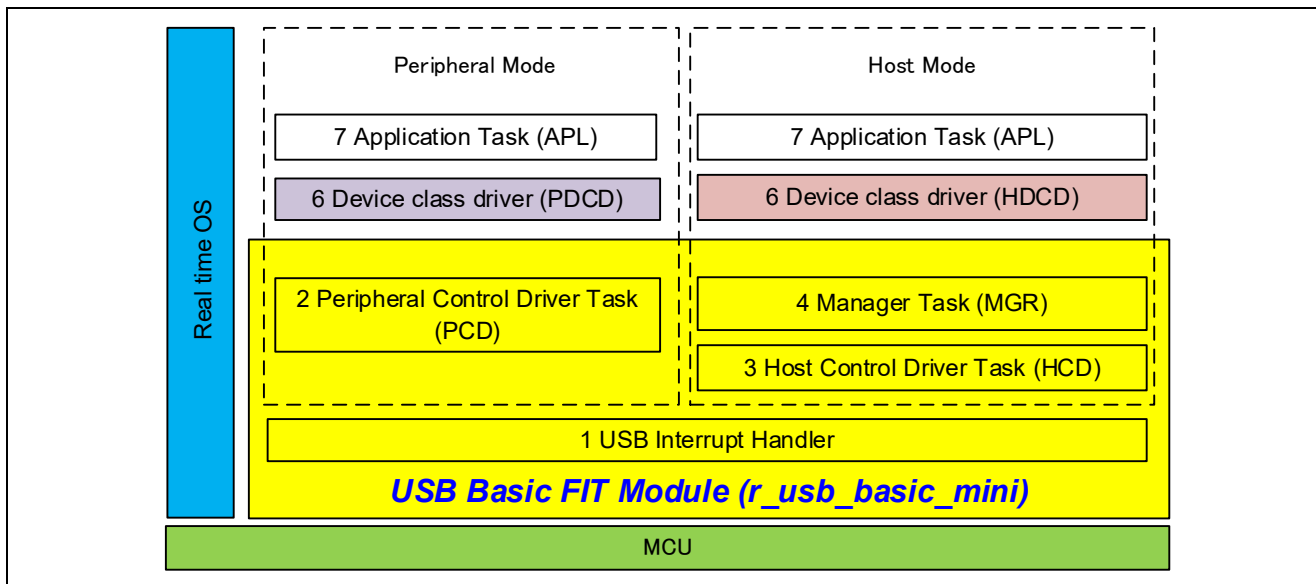 Real time OS
Peripheral Mode
Host Mode
7 Application Task (APL)
7 Application Task (APL)
6 Device class driver (PDCD)
6 Device class driver (HDCD)
2 Peripheral Control Driver Task
(PCD)
4 Manager Task (MGR)
3 Host Control Driver Task (HCD)
1 USB Interrupt Handler
USB Basic FIT Module (r_usb_basic_mini)
MCU